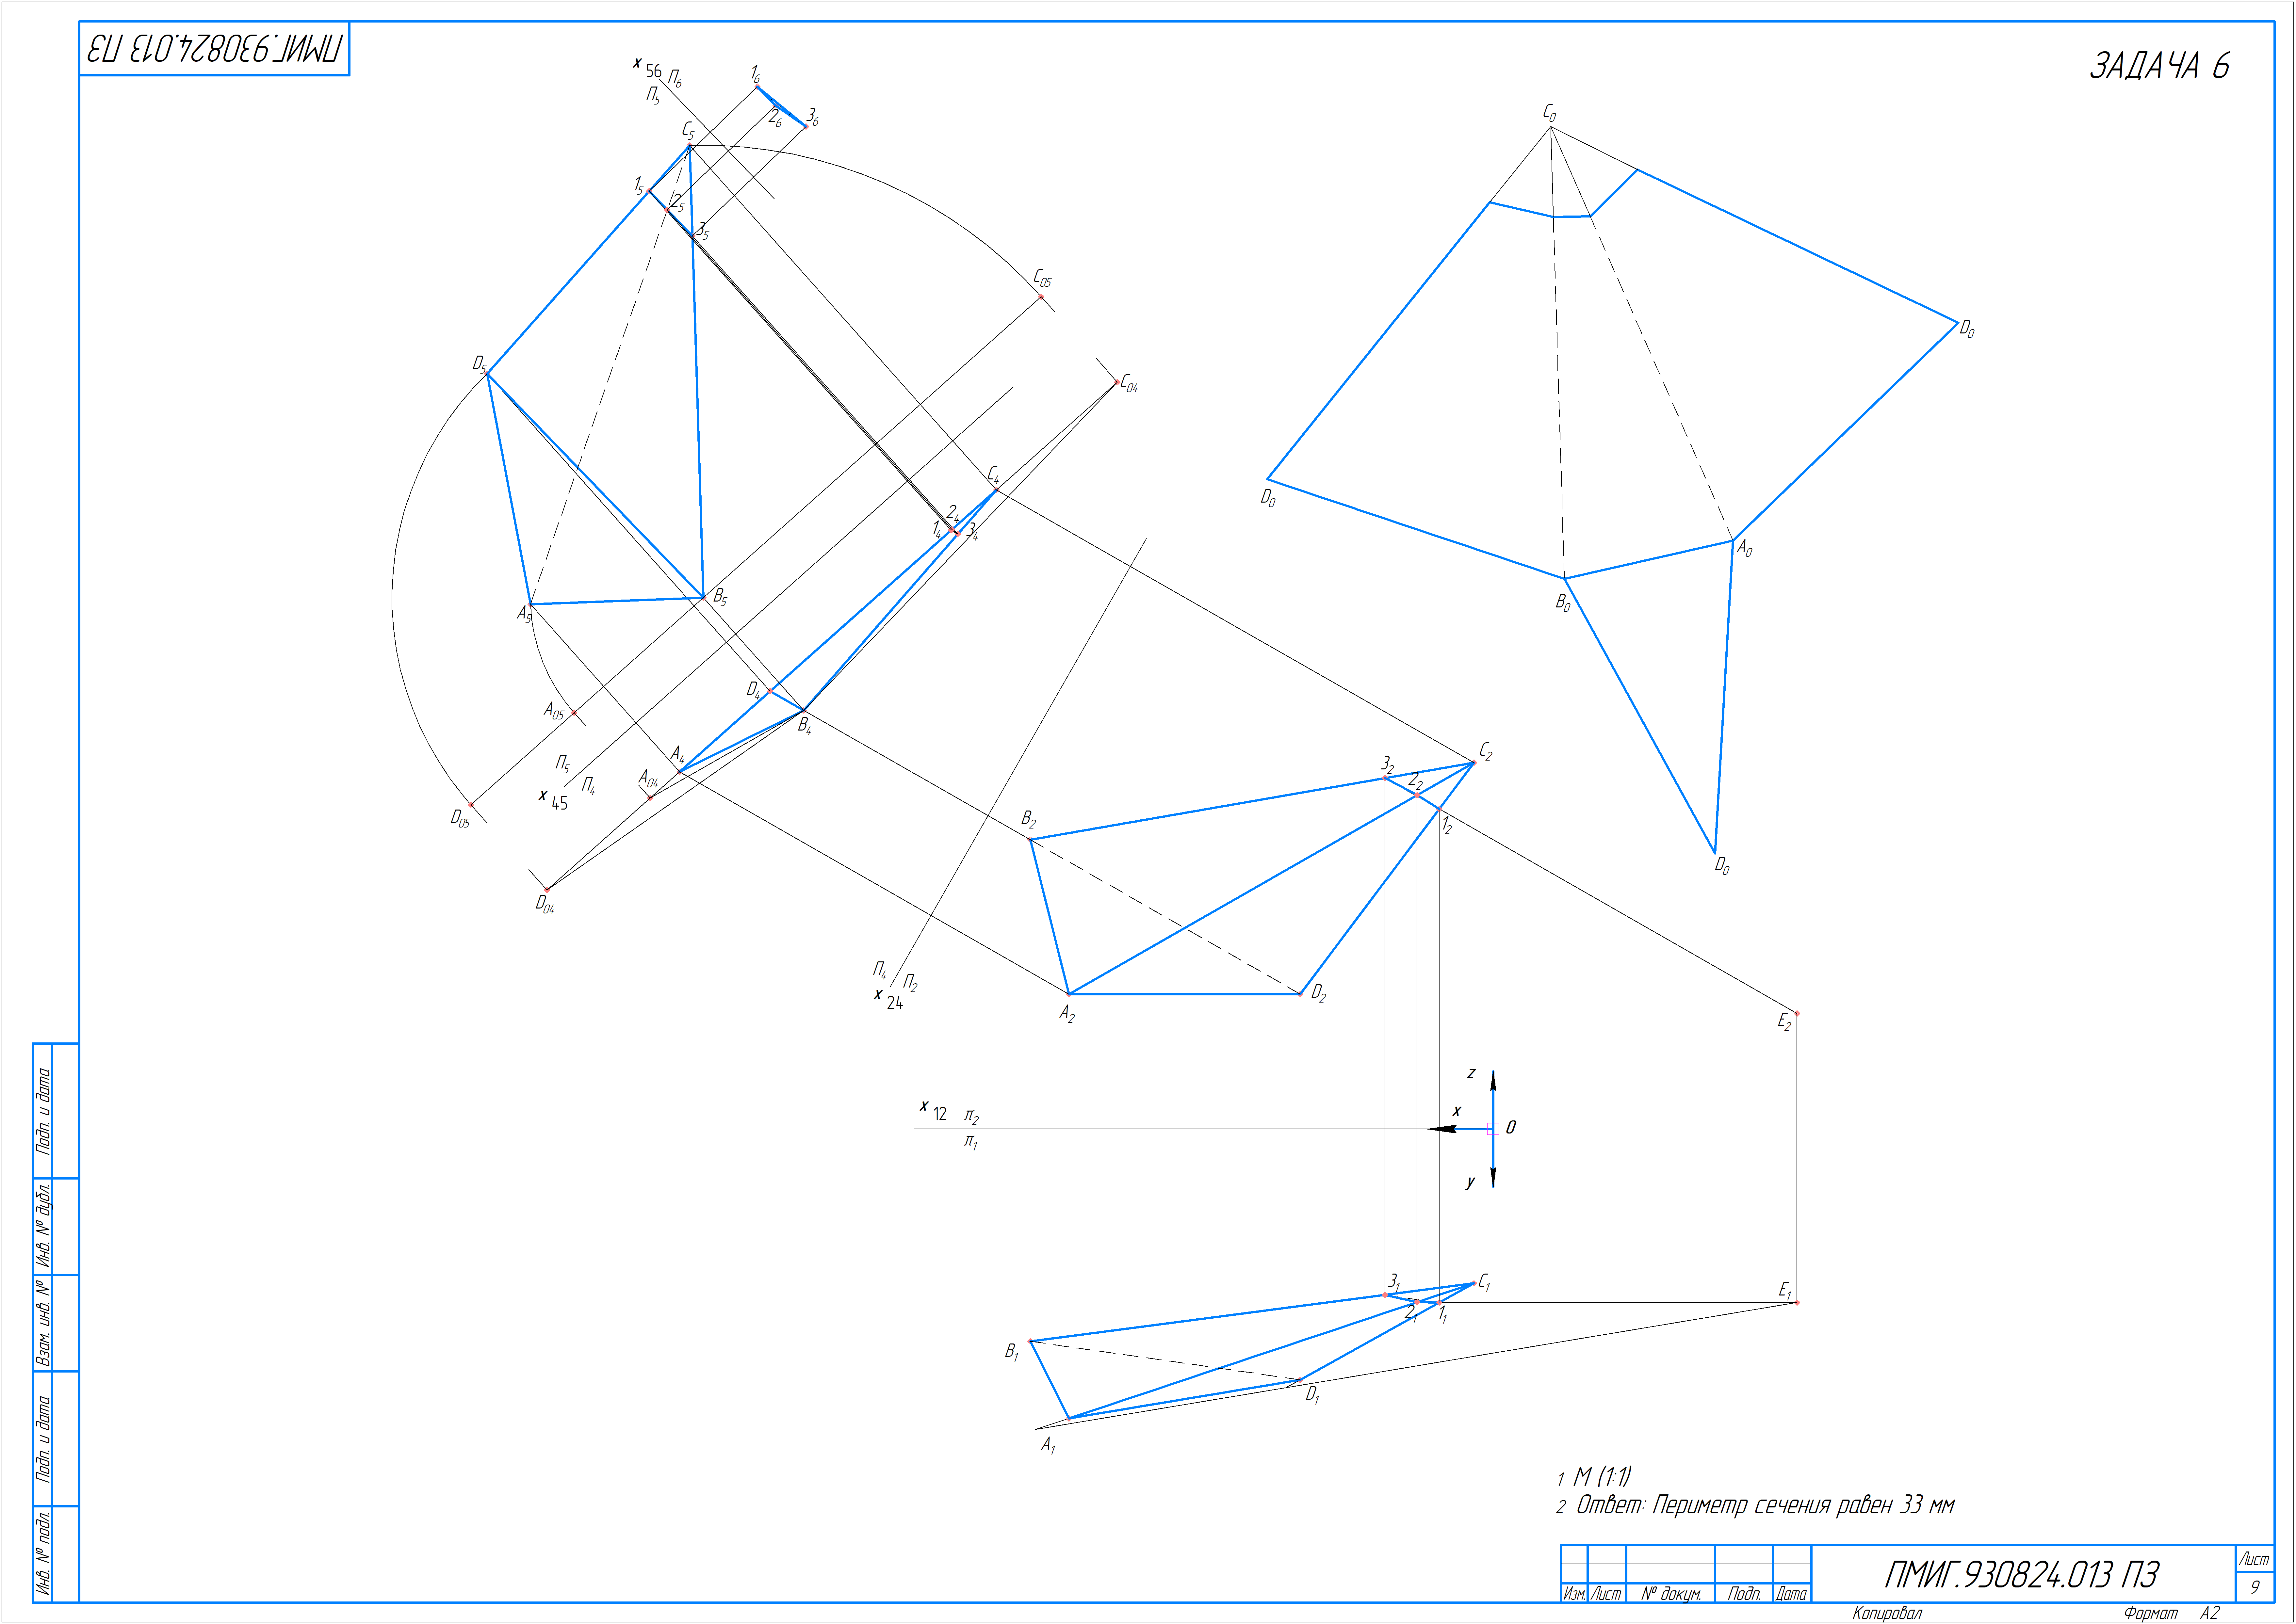 ПМИГ.930824.013 ПЗ
ЗАДАЧА 6
x 56 П6
П5
16
26
36
C5
15
25
35
C05
C0
D5
C04
D0
D0
A5
B5
C4
24
14
34
A0
B0
D4
B4
A05
A4
A04
П5
x 45 П4
D05
D04
C2
32
22
12
B2
D0
П4 П2
x 24
A2
D2
E2
z
x
x 12 π2
π1
O
y
31
C1
21
11
E1
B1
D1
A1
1 М (1:1)
2 Ответ: Периметр сечения равен 33 мм
Подп. и дата
Инв. № дубл.
Взам. инв. №
Подп. и дата
Инв. № подл.
Изм. Лист № докум. Подп. Дата
ПМИГ.930824.013 ПЗ
Лист
9
Копировал
Формат А2